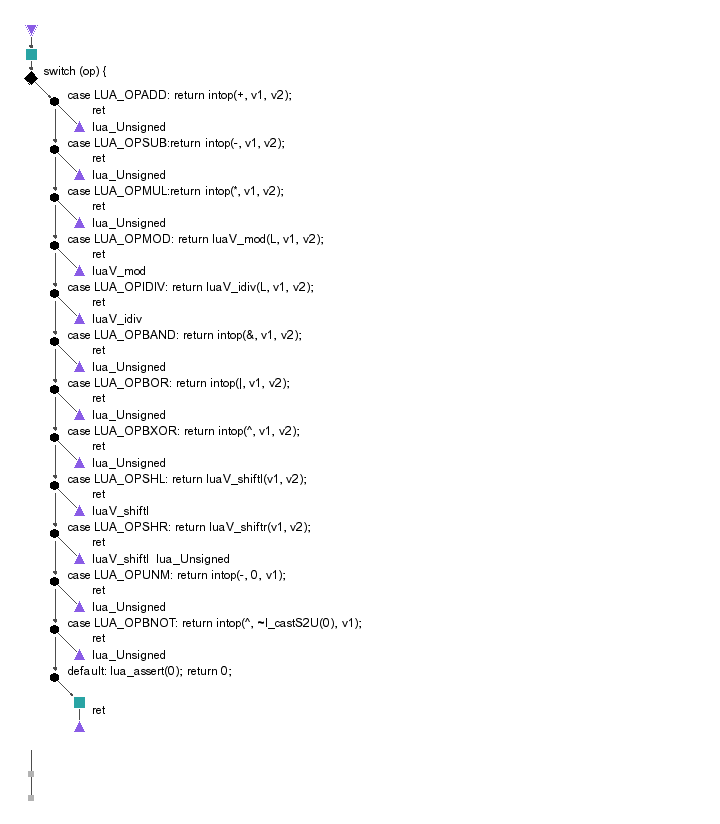 switch (op) {
case LUA_OPADD: return intop(+, v1, v2);
ret
lua_Unsigned
case LUA_OPSUB:return intop(-, v1, v2);
ret
lua_Unsigned
case LUA_OPMUL:return intop(*, v1, v2);
ret
lua_Unsigned
case LUA_OPMOD: return luaV_mod(L, v1, v2);
ret
luaV_mod
case LUA_OPIDIV: return luaV_idiv(L, v1, v2);
ret
luaV_idiv
case LUA_OPBAND: return intop(&, v1, v2);
ret
lua_Unsigned
case LUA_OPBOR: return intop(|, v1, v2);
ret
lua_Unsigned
case LUA_OPBXOR: return intop(^, v1, v2);
ret
lua_Unsigned
case LUA_OPSHL: return luaV_shiftl(v1, v2);
ret
luaV_shiftl
case LUA_OPSHR: return luaV_shiftr(v1, v2);
ret
luaV_shiftl lua_Unsigned
case LUA_OPUNM: return intop(-, 0, v1);
ret
lua_Unsigned
case LUA_OPBNOT: return intop(^, ~l_castS2U(0), v1);
ret
lua_Unsigned
default: lua_assert(0); return 0;
ret